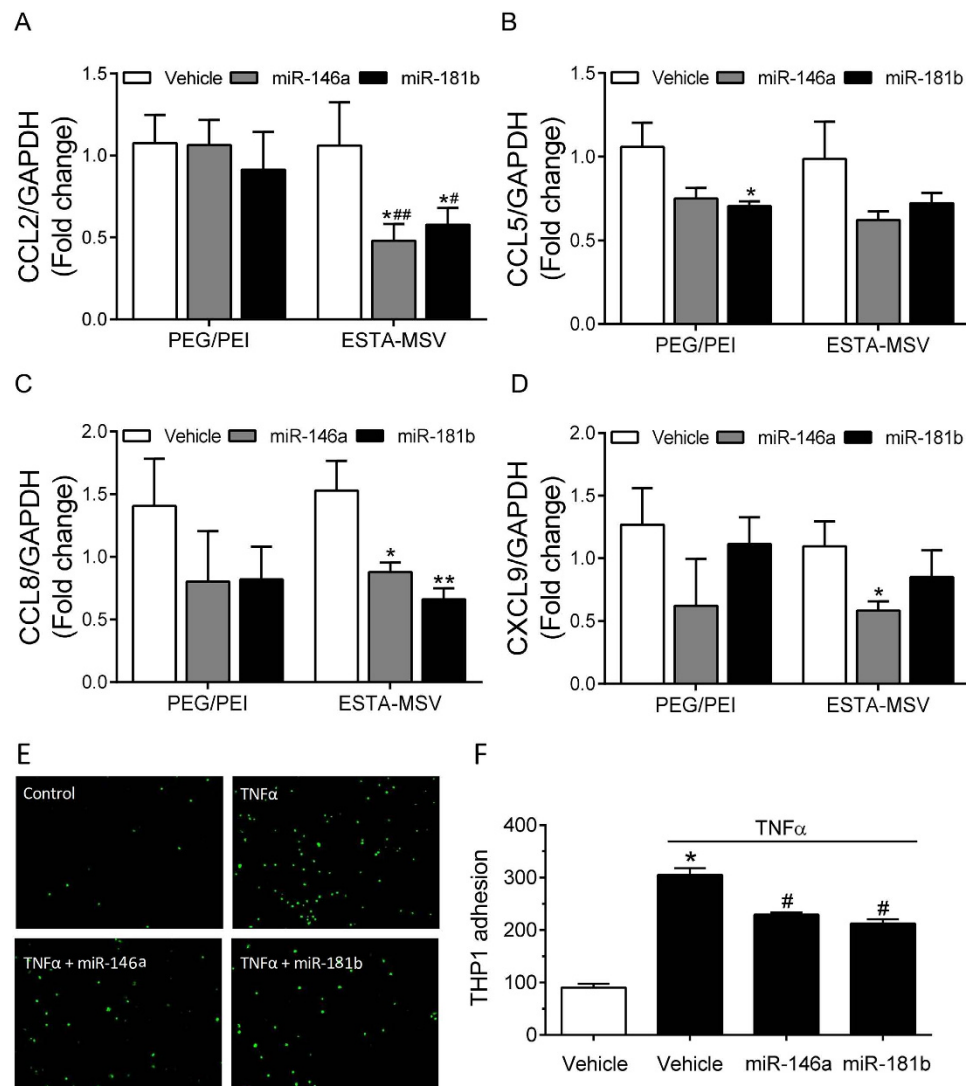 A
1.5
Vehicle miR-146a miR-181b
1.0
0.5
0.0
CCL2/GAPDH
(Fold change)
*##
*#
PEG/PEI ESTA-MSV
B
1.5
Vehicle miR-146a miR-181b
1.0
0.5
0.0
CCL5/GAPDH
(Fold change)
*
PEG/PEI ESTA-MSV
C
2.0
Vehicle miR-146a miR-181b
1.5
1.0
0.5
0.0
CCL8/GAPDH
(Fold change)
*
**
PEG/PEI ESTA-MSV
D
2.0
Vehicle miR-146a miR-181b
1.5
1.0
0.5
0.0
CXCL9/GAPDH
(Fold change)
*
PEG/PEI ESTA-MSV
E
Control
TNFα
TNFα + miR-146a
TNFα + miR-181b
F
400
300
200
100
0
THP1 adhesion
TNFα
*
#
#
Vehicle Vehicle miR-146a miR-181b